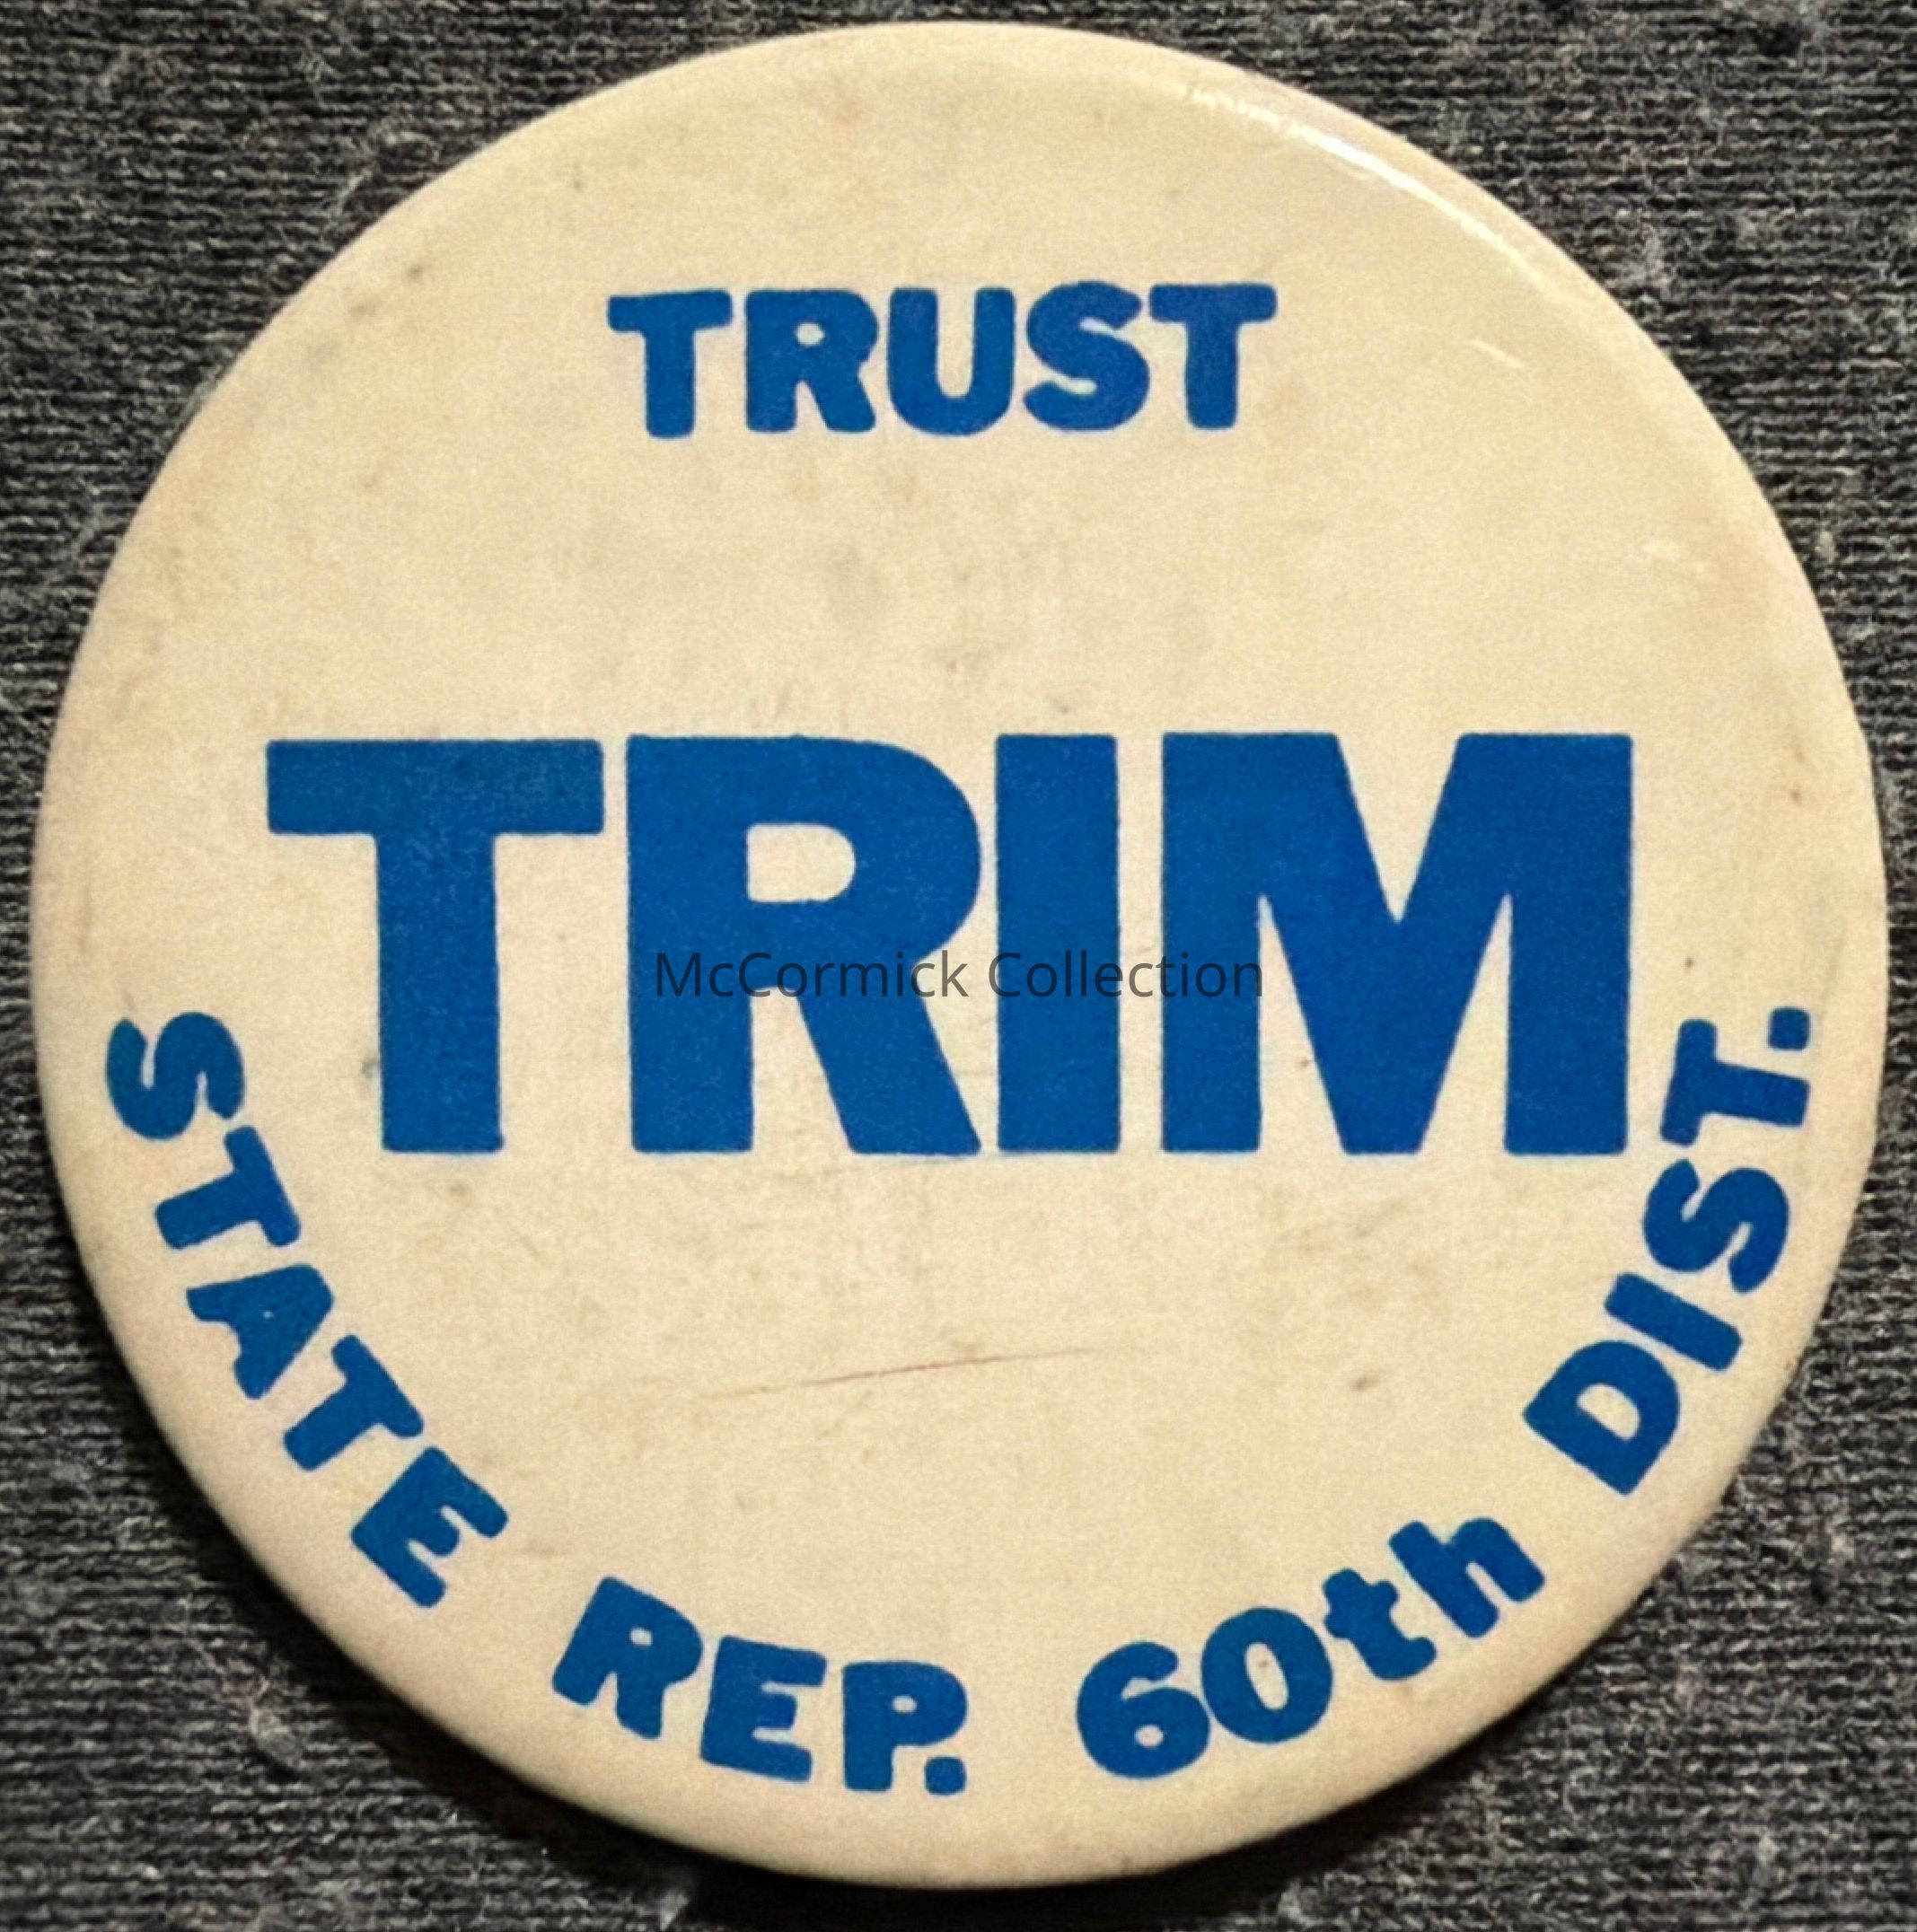 TRUST
TRIM
McCormick Collection
STATE REP. 60th DIST.